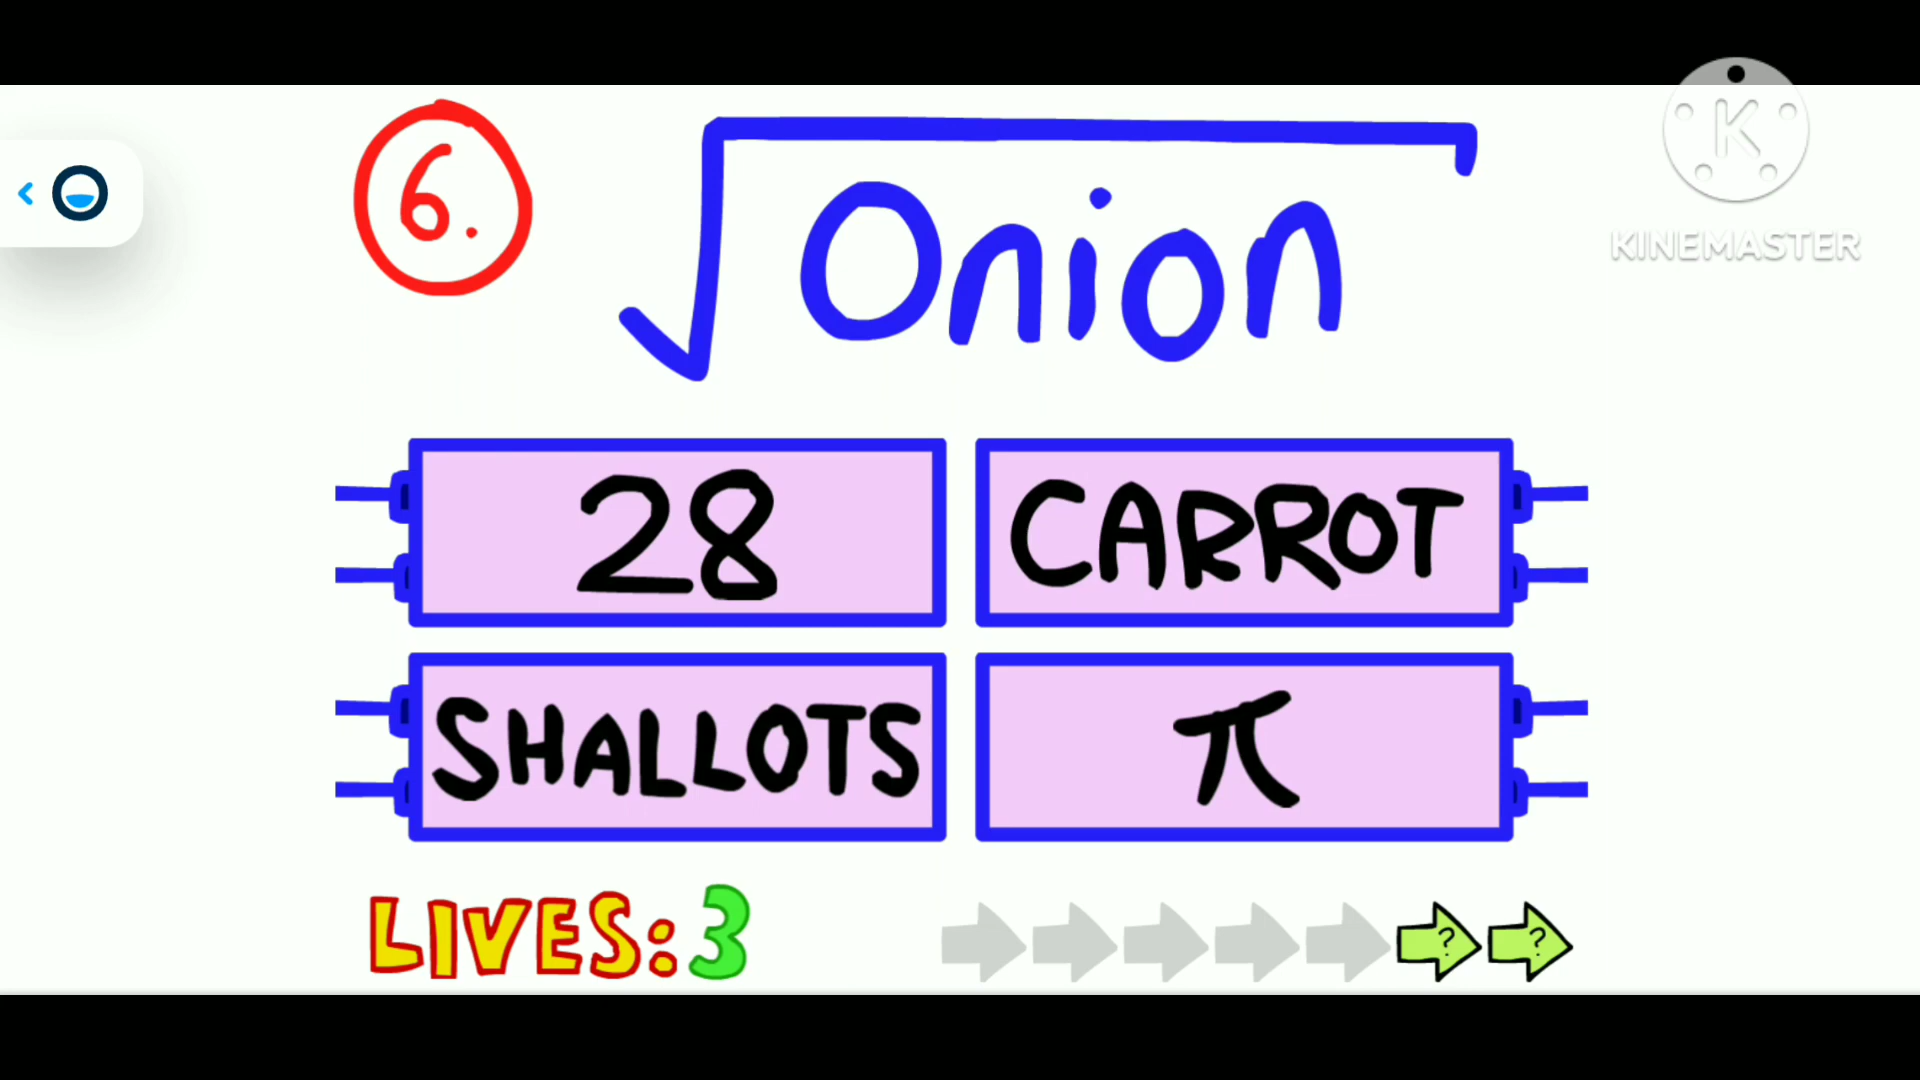 6.
√Onion
K
KINEMASTER
28
CARROT
SHALLOTS
π
LIVES: 3
? ?